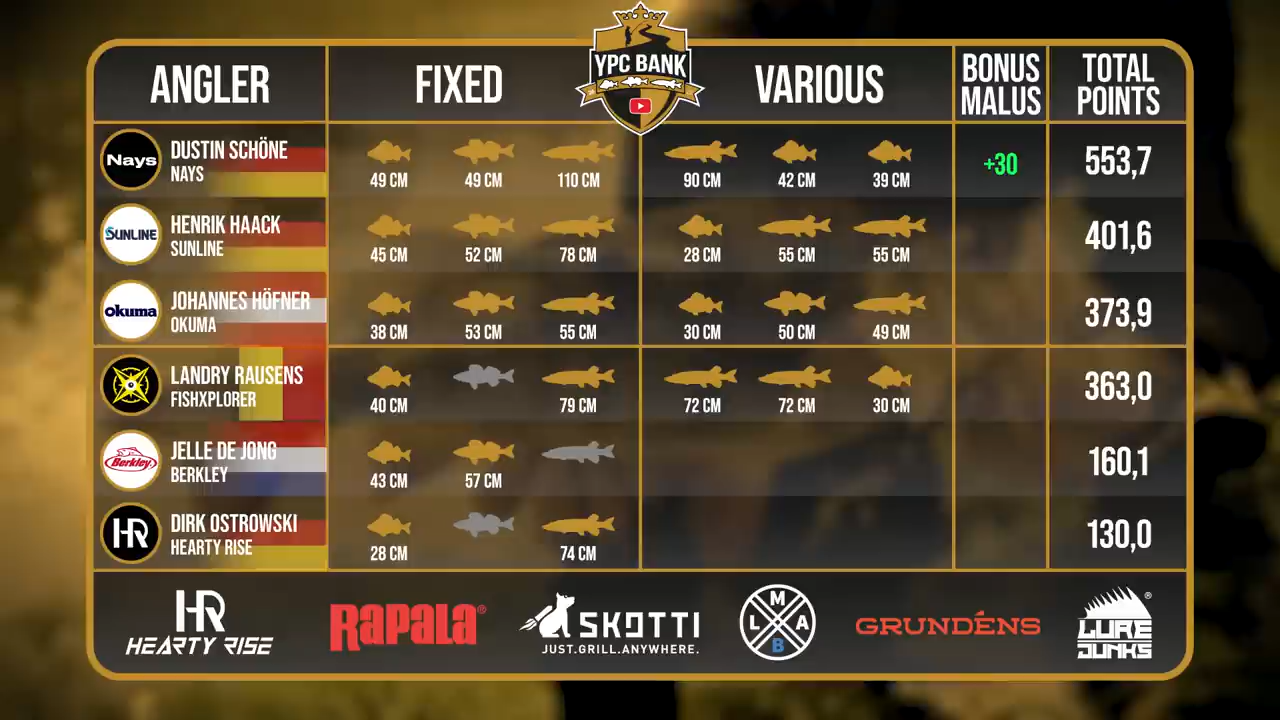 YPC BANK
ANGLER FIXED VARIOUS BONUS MALUS TOTAL POINTS
Nays DUSTIN SCHÖNE
NAYS
49 CM 49 CM 110 CM 90 CM 42 CM 39 CM +30 553,7
SUNLINE HENRIK HAACK
SUNLINE
45 CM 52 CM 78 CM 28 CM 55 CM 55 CM 401,6
okuma JOHANNES HÖFNER
OKUMA
38 CM 53 CM 55 CM 30 CM 50 CM 49 CM 373,9
LANDRY RAUSENS
FISHXPLORER
40 CM 79 CM 72 CM 72 CM 30 CM 363,0
Berkley JELLE DE JONG
BERKLEY
43 CM 57 CM 160,1
HR DIRK OSTROWSKI
HEARTY RISE
28 CM 74 CM 130,0
HR
HEARTY RISE
RAPALA®
SKOTTI
JUST.GRILL.ANYWHERE.
M
L A
B
GRUNDÉNS
LURE
JUNKS®